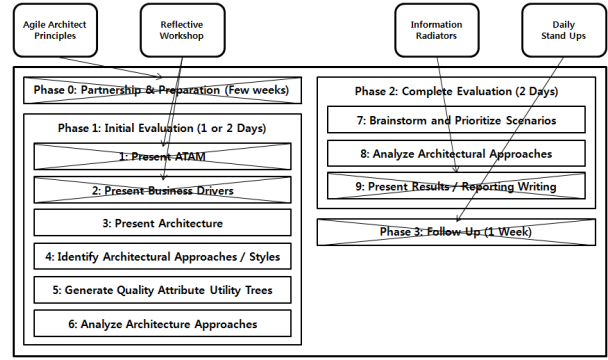 Agile Architect
Principles
Reflective
Workshop
Information
Radiators
Daily
Stand Ups
Phase 0: Partnership & Preparation (Few weeks)
Phase 1: Initial Evaluation (1 or 2 Days)
1: Present ATAM
2: Present Business Drivers
3: Present Architecture
4: Identify Architectural Approaches / Styles
5: Generate Quality Attribute Utility Trees
6: Analyze Architecture Approaches
Phase 2: Complete Evaluation (2 Days)
7: Brainstorm and Prioritize Scenarios
8: Analyze Architectural Approaches
9: Present Results / Reporting Writing
Phase 3: Follow Up (1 Week)